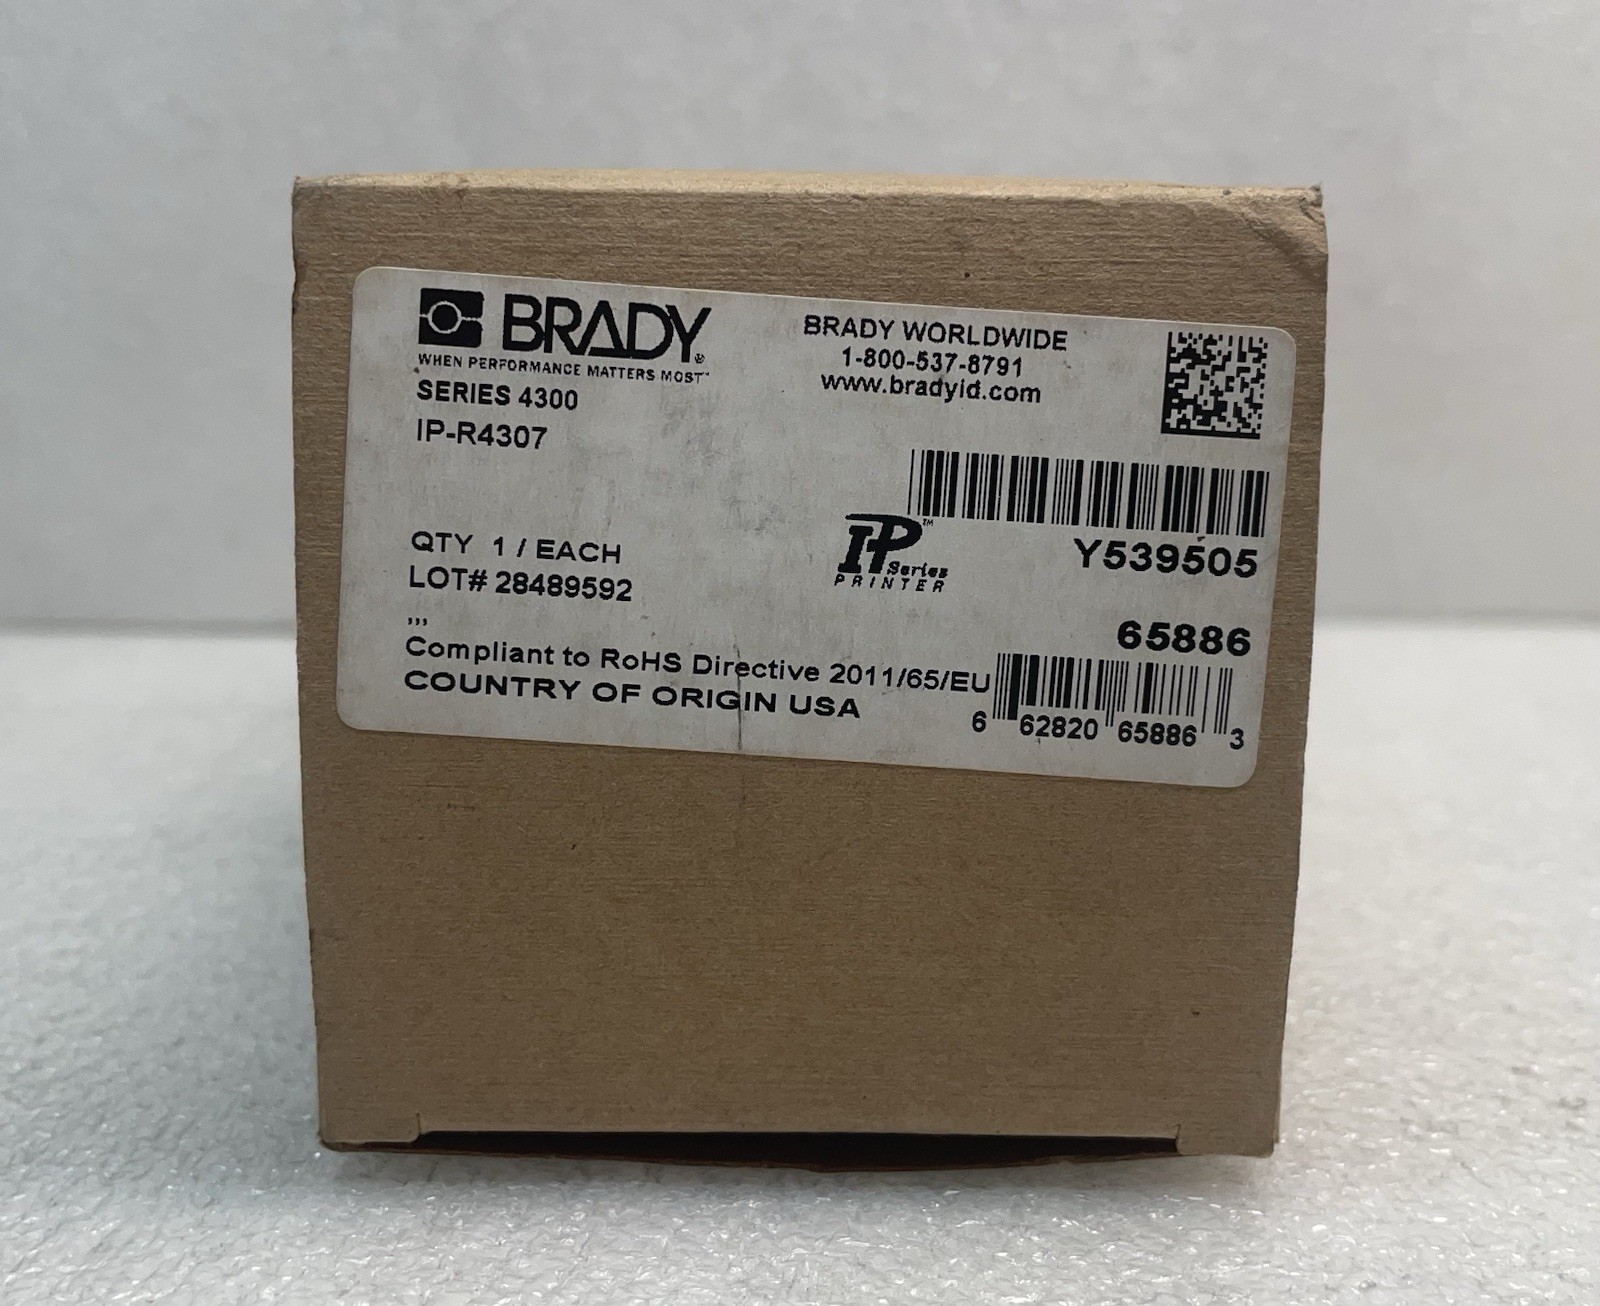 BRADY®
WHEN PERFORMANCE MATTERS MOST™
SERIES 4300
IP-R4307
BRADY WORLDWIDE
1-800-537-8791
www.bradyid.com
IP™
Series
PRINTER
Y539505
QTY 1 / EACH
LOT# 28489592
,,,
65886
Compliant to RoHS Directive 2011/65/EU
COUNTRY OF ORIGIN USA
6 62820 65886 3